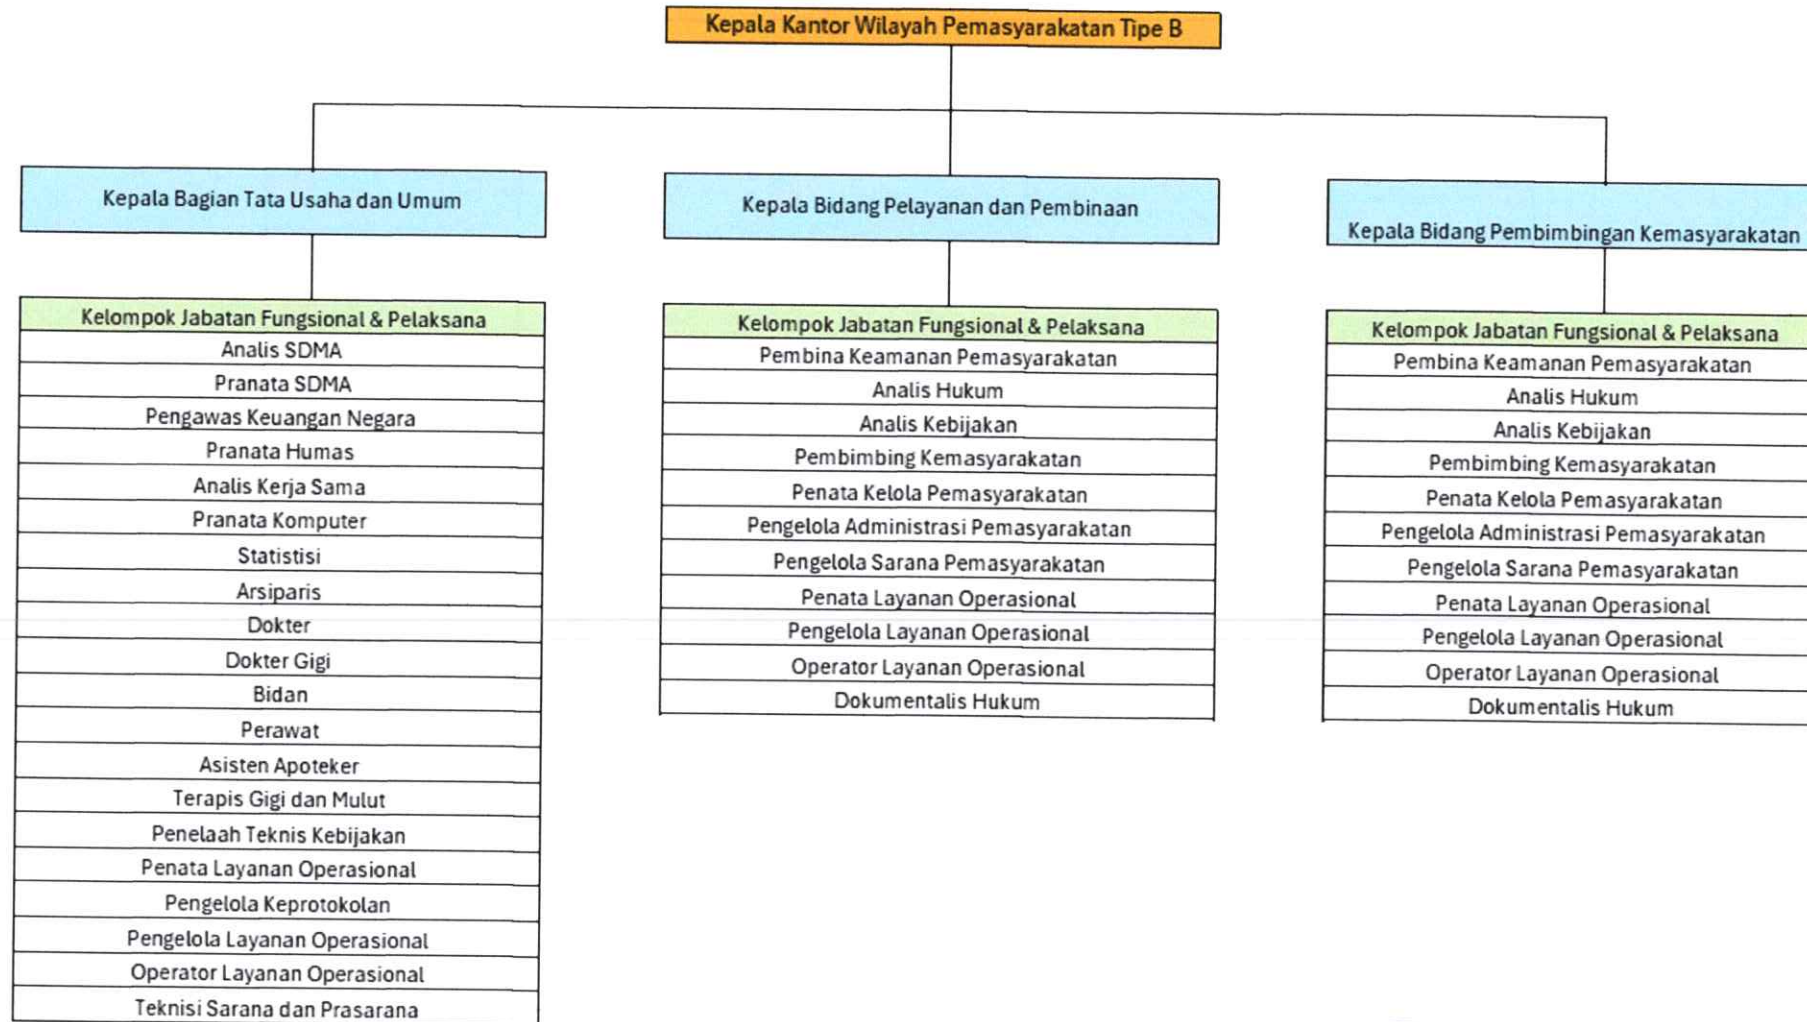 Kepala Kantor Wilayah Pemasyarakatan Tipe B
Kepala Bagian Tata Usaha dan Umum
Kelompok Jabatan Fungsional & Pelaksana
Analis SDMA
Pranata SDMA
Pengawas Keuangan Negara
Pranata Humas
Analis Kerja Sama
Pranata Komputer
Statistisi
Arsiparis
Dokter
Dokter Gigi
Bidan
Perawat
Asisten Apoteker
Terapis Gigi dan Mulut
Penelaah Teknis Kebijakan
Penata Layanan Operasional
Pengelola Keprotokolan
Pengelola Layanan Operasional
Operator Layanan Operasional
Teknisi Sarana dan Prasarana
Kepala Bidang Pelayanan dan Pembinaan
Kelompok Jabatan Fungsional & Pelaksana
Pembina Keamanan Pemasyarakatan
Analis Hukum
Analis Kebijakan
Pembimbing Kemasyarakatan
Penata Kelola Pemasyarakatan
Pengelola Administrasi Pemasyarakatan
Pengelola Sarana Pemasyarakatan
Penata Layanan Operasional
Pengelola Layanan Operasional
Operator Layanan Operasional
Dokumentalis Hukum
Kepala Bidang Pembimbingan Kemasyarakatan
Kelompok Jabatan Fungsional & Pelaksana
Pembina Keamanan Pemasyarakatan
Analis Hukum
Analis Kebijakan
Pembimbing Kemasyarakatan
Penata Kelola Pemasyarakatan
Pengelola Administrasi Pemasyarakatan
Pengelola Sarana Pemasyarakatan
Penata Layanan Operasional
Pengelola Layanan Operasional
Operator Layanan Operasional
Dokumentalis Hukum